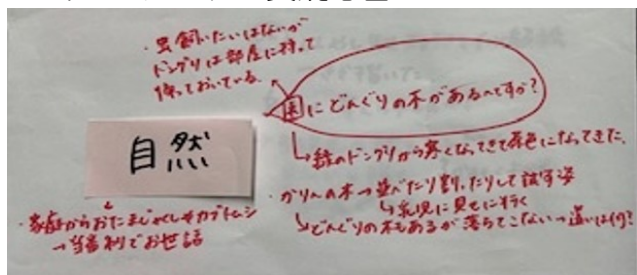 ・虫飼いたいはないが
ドングリは部屋に持って
帰っておいている。
園にどんぐりの木があるんですか?
↳緑のドングリから寒くなってきて茶色になってきた。
自然
・かりんの木→並べたり割ったりして試す姿
↳乳児に見せに行く
↳どんぐりの木もあるが落ちてこない→違いは何?
・家庭からおたまじゃくしやカブトムシ
→当番制でお世話